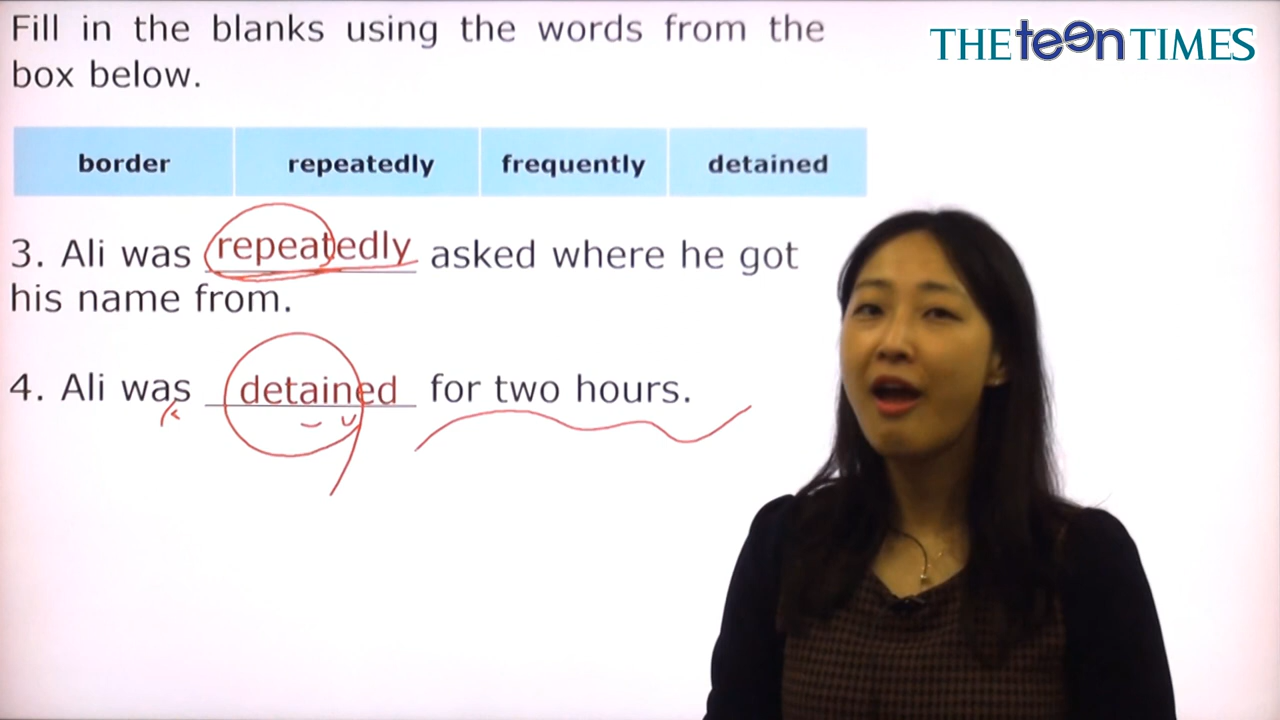 Fill in the blanks using the words from the
THE teen TIMES
box below.
border repeatedly frequently detained
3. Ali was repeatedly asked where he got
his name from.
4. Ali was detained for two hours.